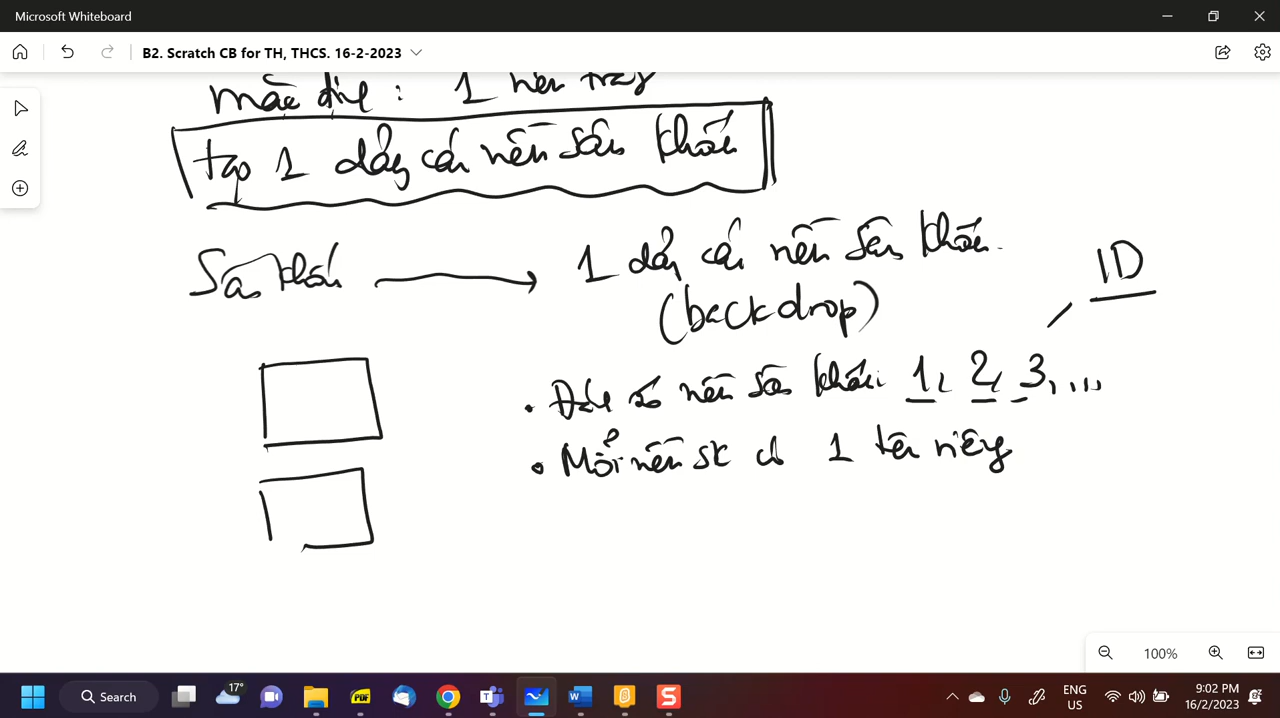 Microsoft Whiteboard
B2. Scratch CB for TH, THCS. 16-2-2023
mặc định : 1 nền trắng
tạo 1 dãy các nền sân khấu
Sân khấu → 1 dãy các nền sân khấu.
(backdrop)
ID
• Đánh số nền sân khấu: 1, 2, 3, ...
• Mỗi nền SK có 1 tên riêng
100%
17°
Search
PDF
W
S
ENG
US
9:02 PM
16/2/2023